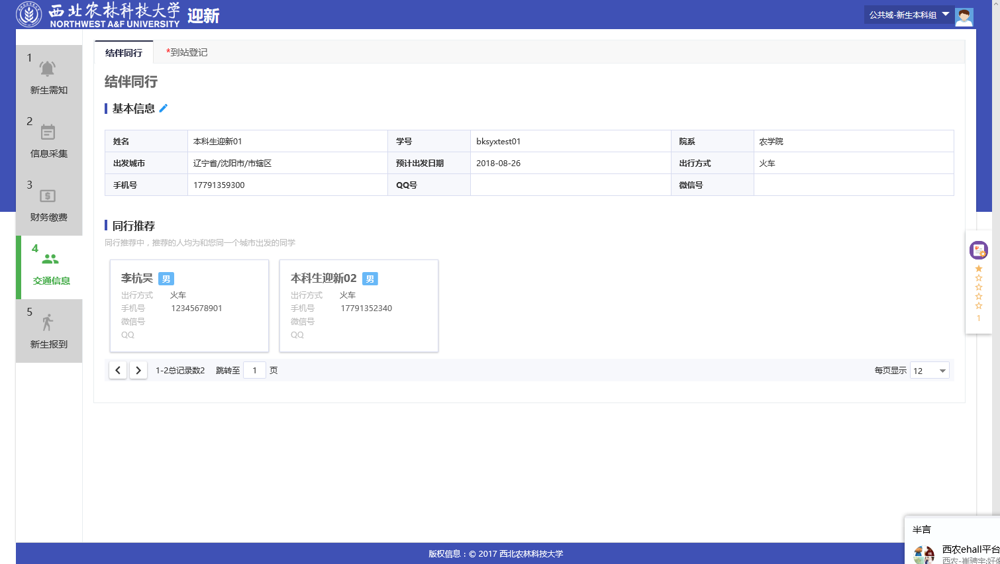 西北农林科技大学 迎新
NORTHWEST A&F UNIVERSITY
公共域-新生本科组
1
新生需知
2
信息采集
3
财务缴费
4
交通信息
5
新生报到
结伴同行 *到站登记
结伴同行
基本信息
姓名 本科生迎新01 学号 bksyxtest01 院系 农学院
出发城市 辽宁省/沈阳市/市辖区 预计出发日期 2018-08-26 出行方式 火车
手机号 17791359300 QQ号 微信号
同行推荐
同行推荐中，推荐的人均为和您同一个城市出发的同学
李杭昊 男
出行方式 火车
手机号 12345678901
微信号
QQ
本科生迎新02 男
出行方式 火车
手机号 17791352340
微信号
QQ
1-2总记录数2 跳转至 1 页 每页显示 12
1
半言
西农ehall平台
版权信息：© 2017 西北农林科技大学